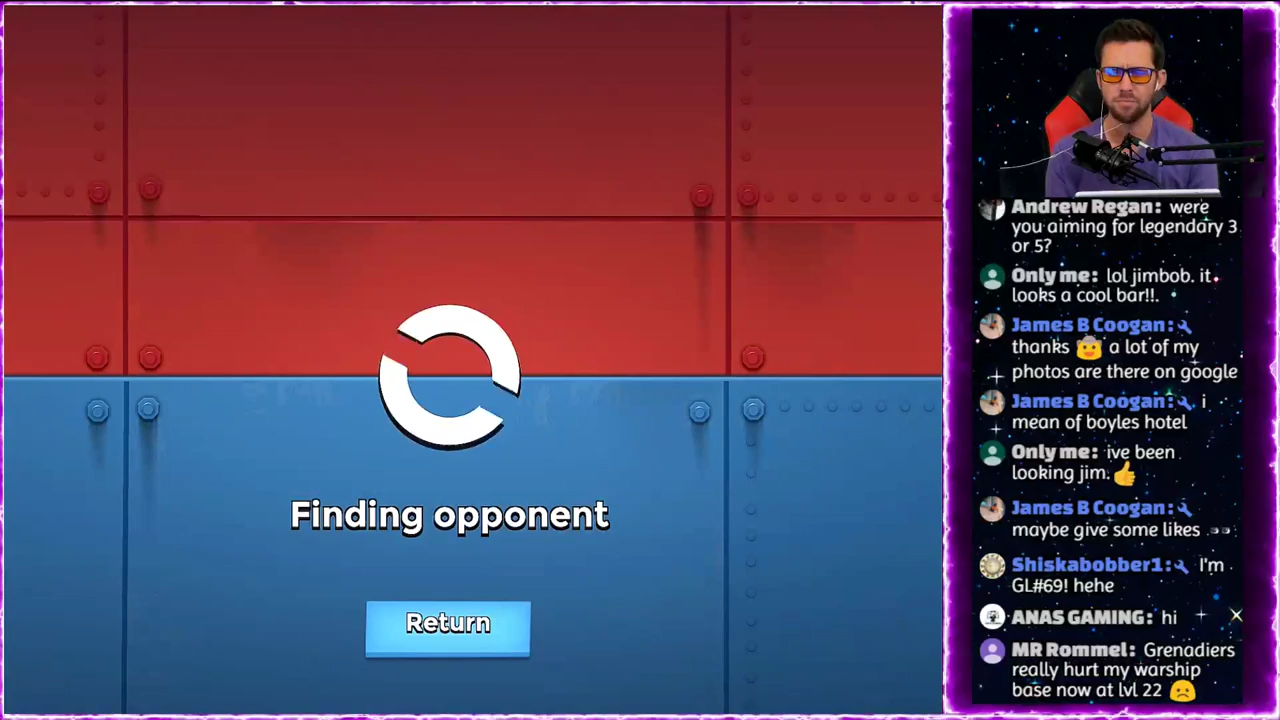 Finding opponent
Return
Andrew Regan: were
you aiming for legendary 3
or 5?
Only me: lol jimbob. it
looks a cool bar!!.
James B Coogan:
thanks a lot of my
photos are there on google
James B Coogan: i
mean of boyles hotel
Only me: ive been
looking jim.
James B Coogan:
maybe give some likes
Shiskabobber1: I'm
GL#69! hehe
ANAS GAMING: hi
MR Rommel: Grenadiers
really hurt my warship
base now at lvl 22